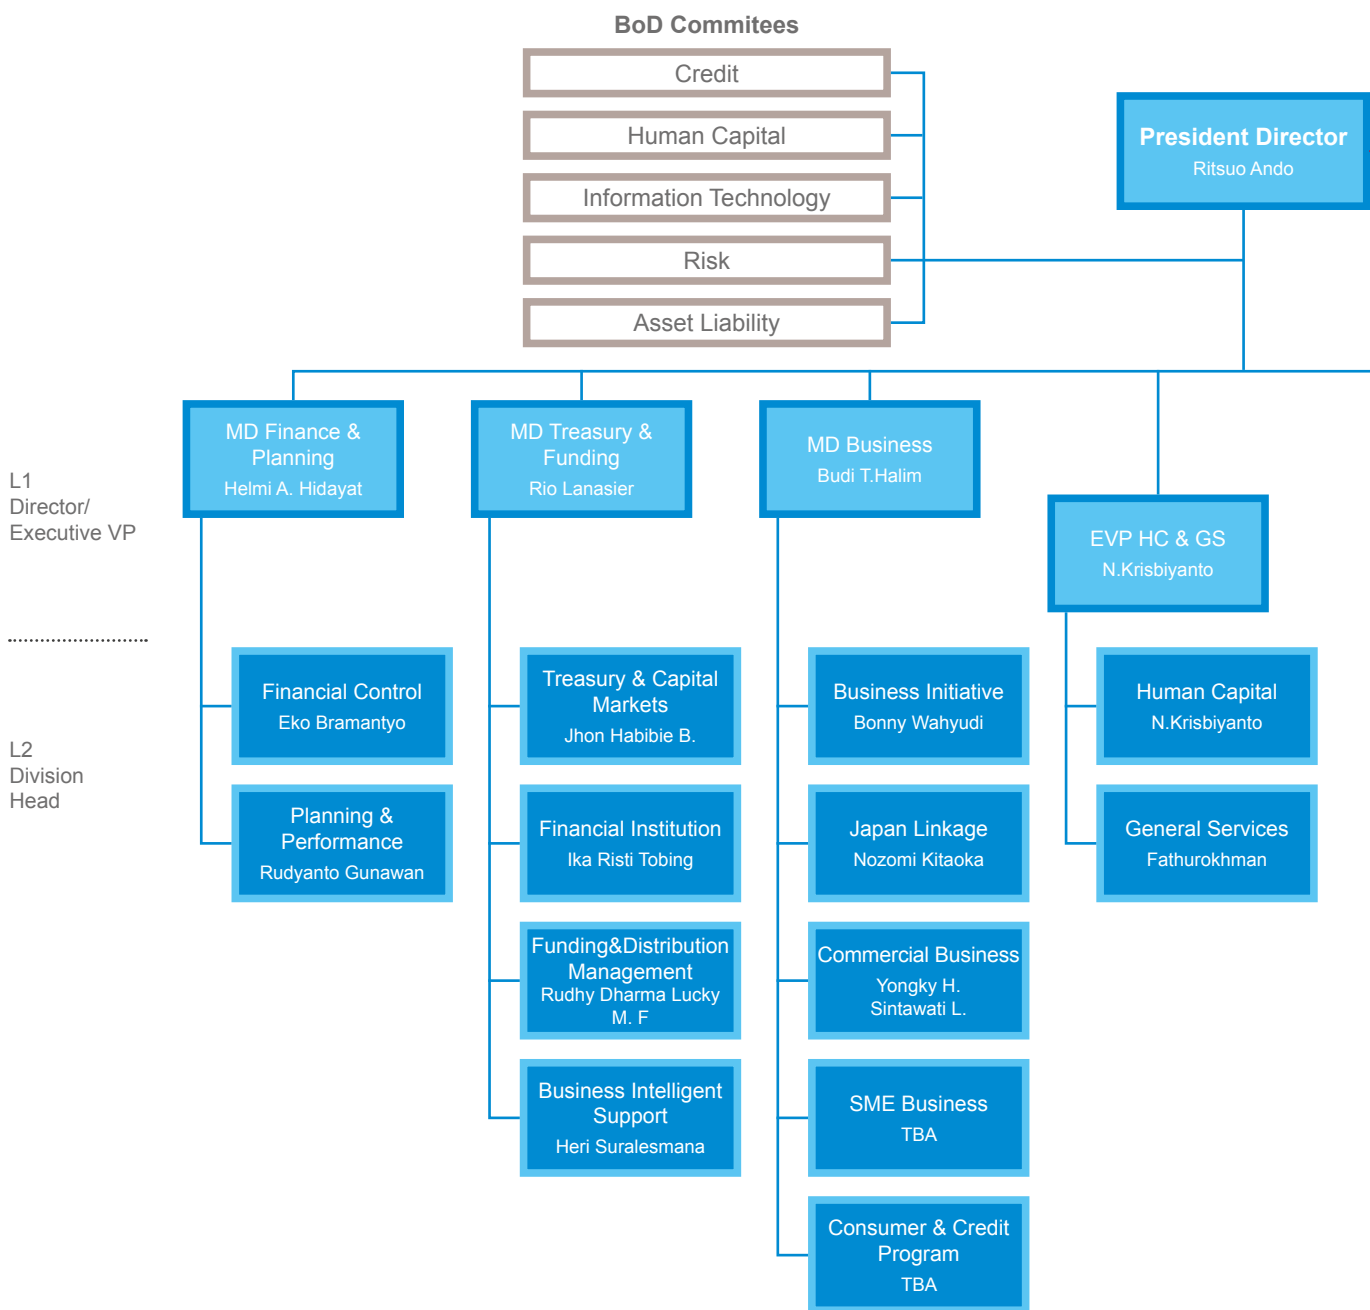 BoD Commitees
Credit
Human Capital
Information Technology
Risk
Asset Liability
President Director
Ritsuo Ando
L1
Director/
Executive VP
MD Finance &
Planning
Helmi A. Hidayat
MD Treasury &
Funding
Rio Lanasier
MD Business
Budi T.Halim
EVP HC & GS
N.Krisbiyanto
L2
Division
Head
Financial Control
Eko Bramantyo
Planning &
Performance
Rudyanto Gunawan
Treasury & Capital
Markets
Jhon Habibie B.
Financial Institution
Ika Risti Tobing
Funding&Distribution
Management
Rudhy Dharma Lucky
M. F
Business Intelligent
Support
Heri Suralesmana
Business Initiative
Bonny Wahyudi
Japan Linkage
Nozomi Kitaoka
Commercial Business
Yongky H.
Sintawati L.
SME Business
TBA
Consumer & Credit
Program
TBA
Human Capital
N.Krisbiyanto
General Services
Fathurokhman